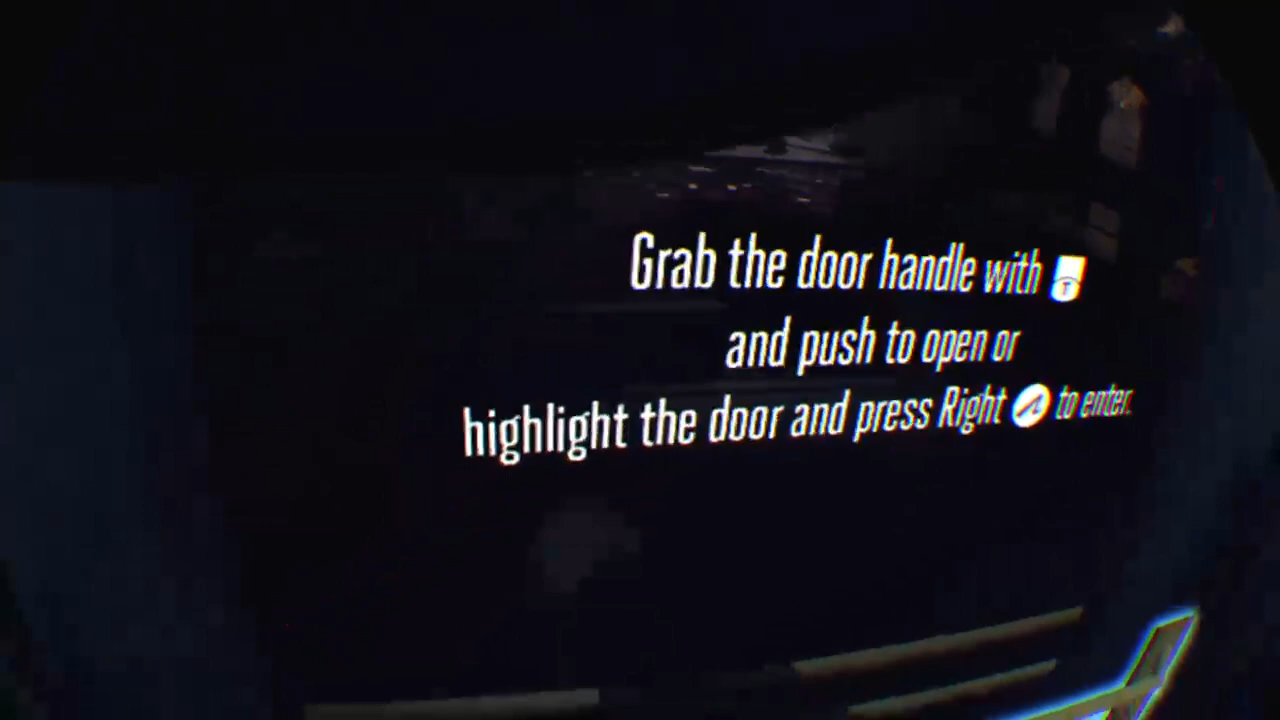 Grab the door handle with T
and push to open or
highlight the door and press Right to enter.